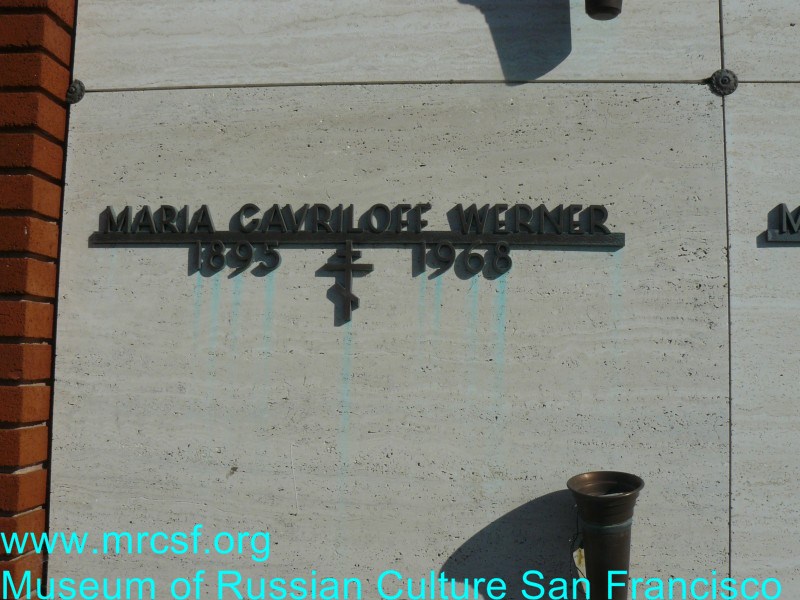 MARIA GAVRILOFF WERNER
1895 1968
M
www.mrcsf.org
Museum of Russian Culture San Francisco